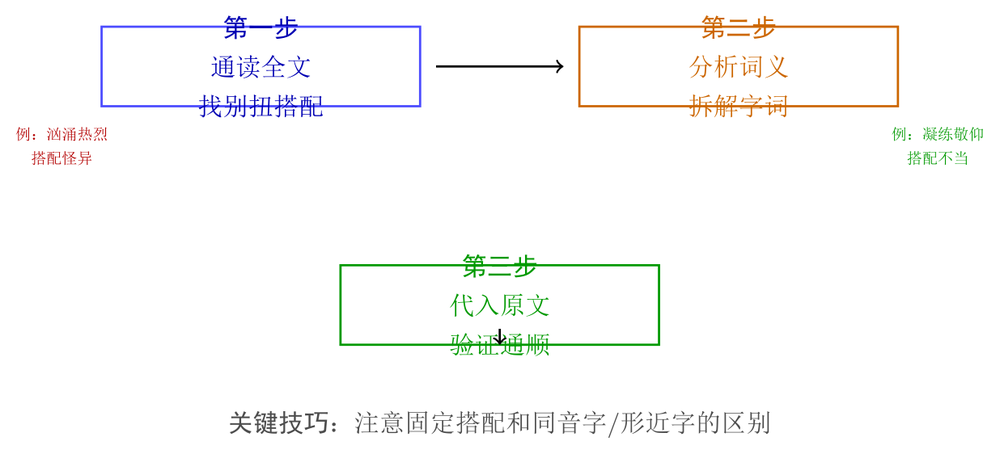 第一步
通读全文
找别扭搭配
第二步
分析词义
拆解字词
例：汹涌热烈
搭配怪异
例：凝练敬仰
搭配不当
第三步
代入原文
验证通顺
关键技巧：注意固定搭配和同音字/形近字的区别